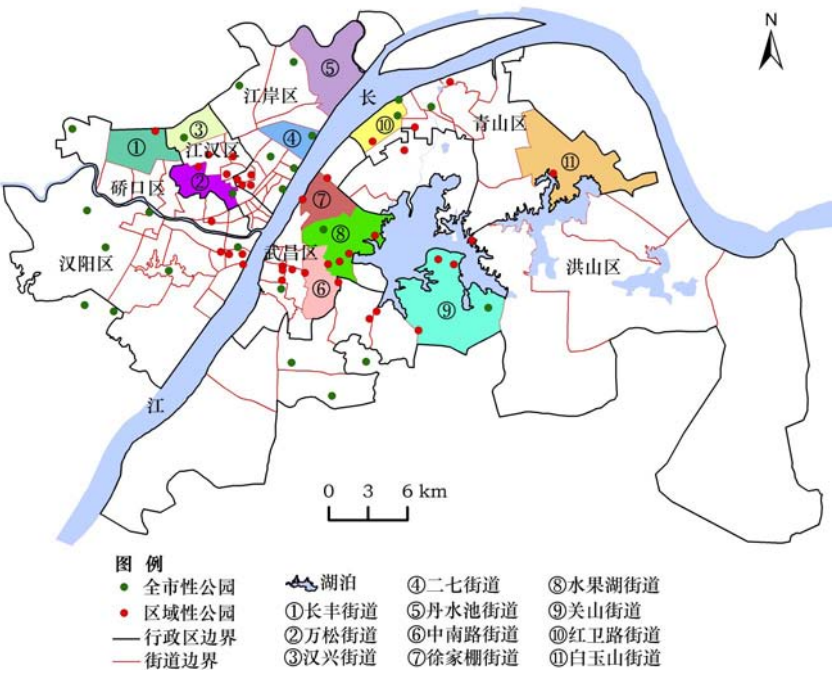 N
⑤
江岸区
长
③
④
⑩
青山区
①
江汉区
⑪
②
硚口区
⑦
⑧
武昌区
汉阳区
洪山区
⑥
⑨
江
0 3 6 km
图 例
全市性公园
区域性公园
行政区边界
街道边界
湖泊
①长丰街道
②万松街道
③汉兴街道
④二七街道
⑤丹水池街道
⑥中南路街道
⑦徐家棚街道
⑧水果湖街道
⑨关山街道
⑩红卫路街道
⑪白玉山街道